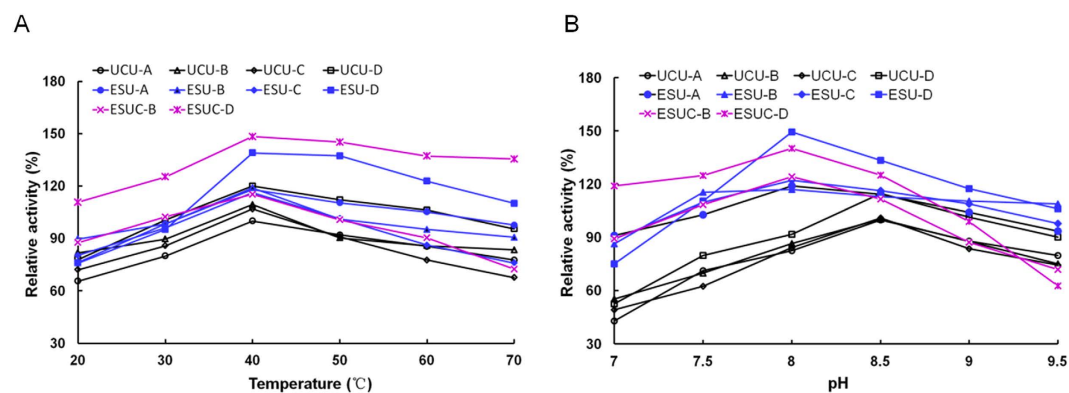 A
UCU-A UCU-B UCU-C UCU-D
ESU-A ESU-B ESU-C ESU-D
ESUC-B ESUC-D
Relative activity (%)
180
150
120
90
60
30
20 30 40 50 60 70
Temperature (℃)
B
UCU-A UCU-B UCU-C UCU-D
ESU-A ESU-B ESU-C ESU-D
ESUC-B ESUC-D
Relative activity (%)
180
150
120
90
60
30
7 7.5 8 8.5 9 9.5
pH